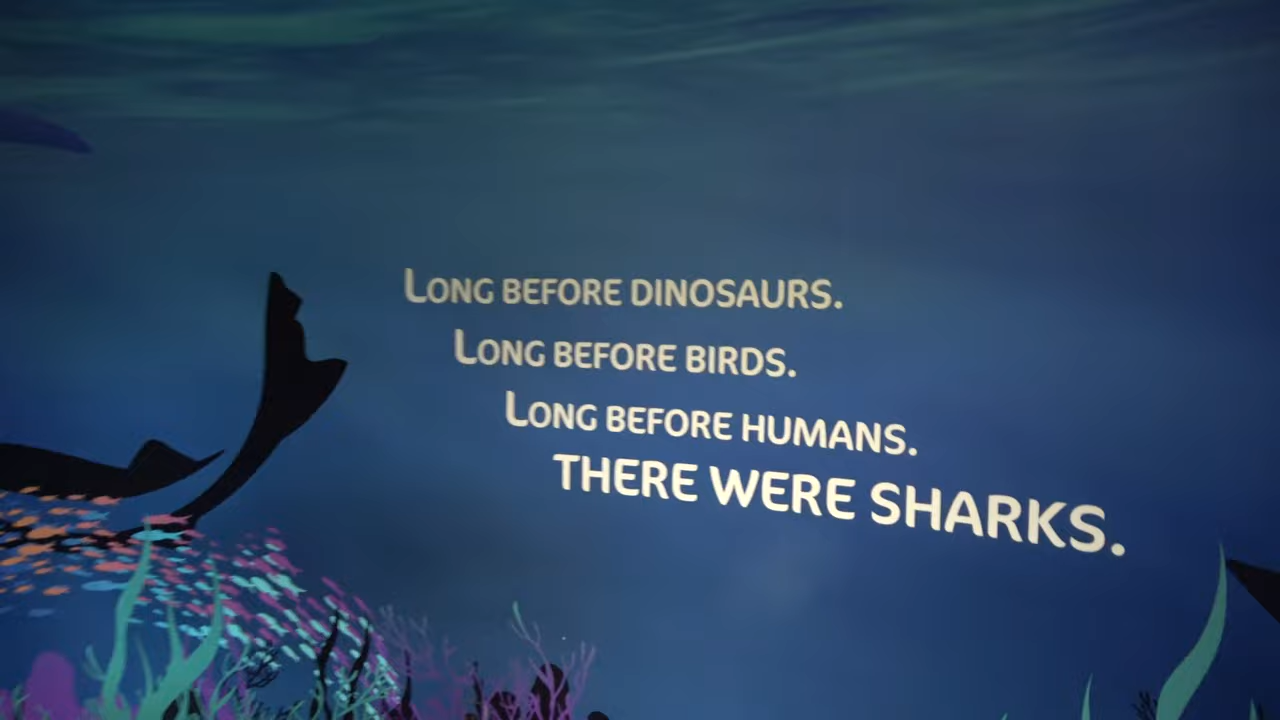 Long before dinosaurs.
Long before birds.
Long before humans.
THERE WERE SHARKS.